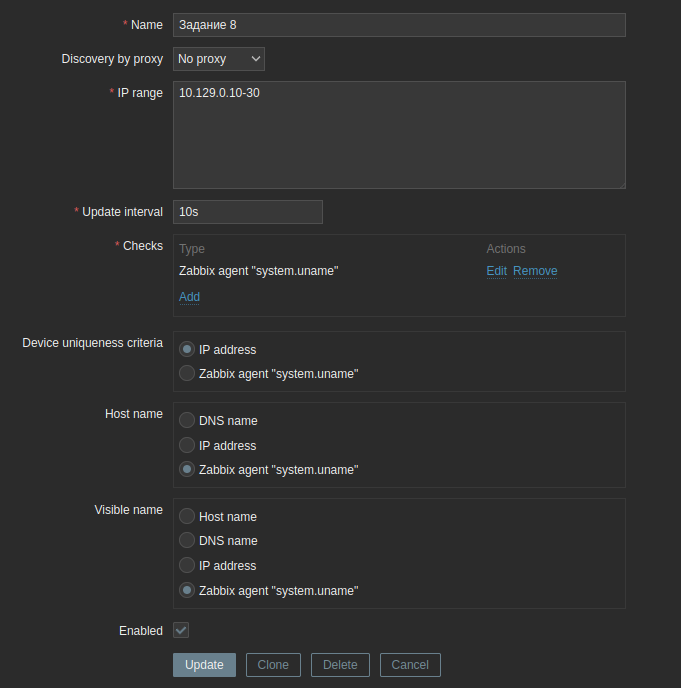 * Name Задание 8
Discovery by proxy No proxy
* IP range 10.129.0.10-30
* Update interval 10s
* Checks Type Actions
Zabbix agent "system.uname" Edit Remove
Add
Device uniqueness criteria IP address
Zabbix agent "system.uname"
Host name DNS name
IP address
Zabbix agent "system.uname"
Visible name Host name
DNS name
IP address
Zabbix agent "system.uname"
Enabled
Update Clone Delete Cancel